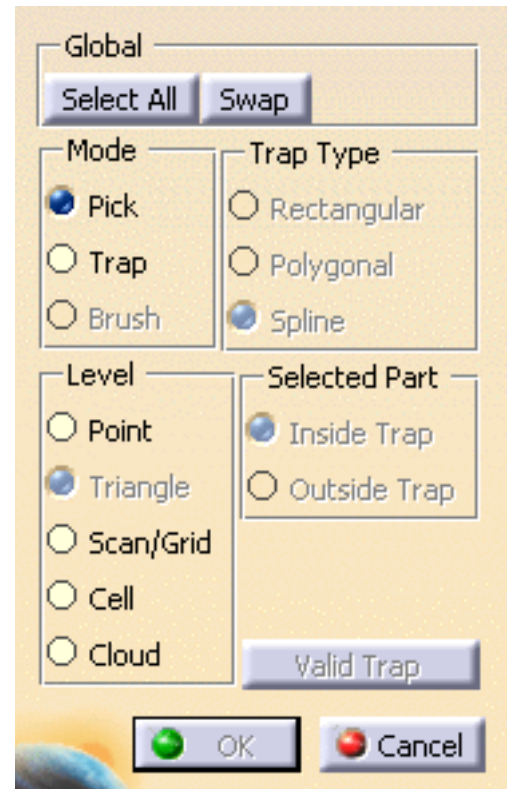 Global
Select All Swap
Mode
Pick
Trap
Brush
Trap Type
Rectangular
Polygonal
Spline
Level
Point
Triangle
Scan/Grid
Cell
Cloud
Selected Part
Inside Trap
Outside Trap
Valid Trap
OK Cancel